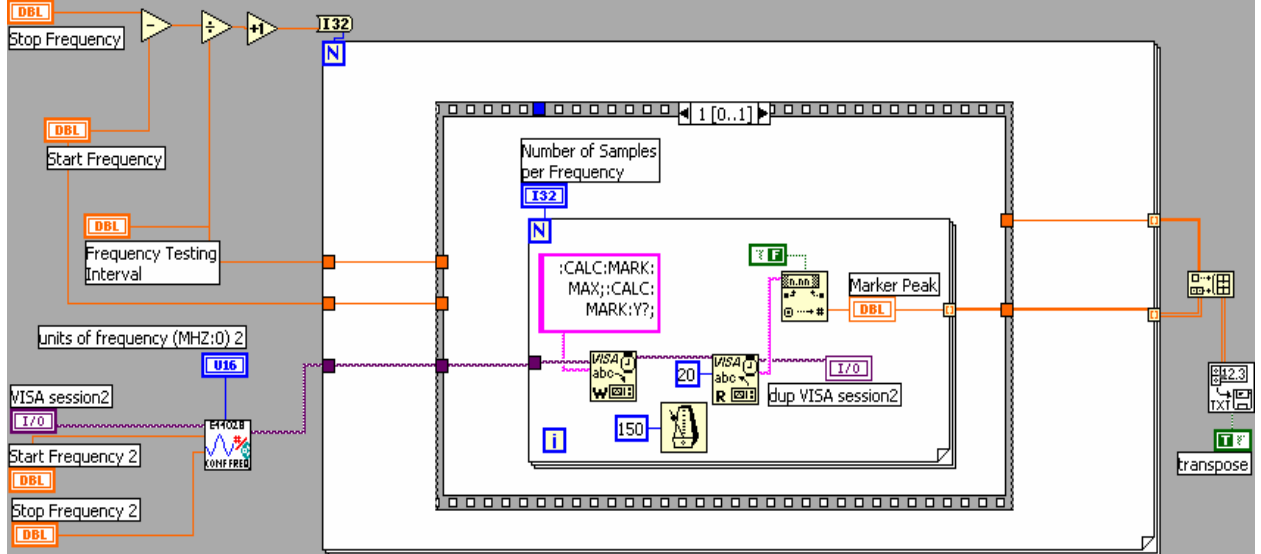 DBL
Stop Frequency
-
÷
+1
I32
N
1 [0..1]
DBL
Start Frequency
Number of Samples
per Frequency
I32
N
DBL
Frequency Testing
Interval
:CALC:MARK:
MAX;:CALC:
MARK:Y?;
F
n.nn
#
Marker Peak
DBL
units of frequency (MHZ:0) 2
U16
VISA
abc
W
20
VISA
abc
R
I/O
dup VISA session2
12.3
TXT
VISA session2
I/O
E4402B
CONF FREQ
150
i
T
transpose
Start Frequency 2
DBL
Stop Frequency 2
DBL